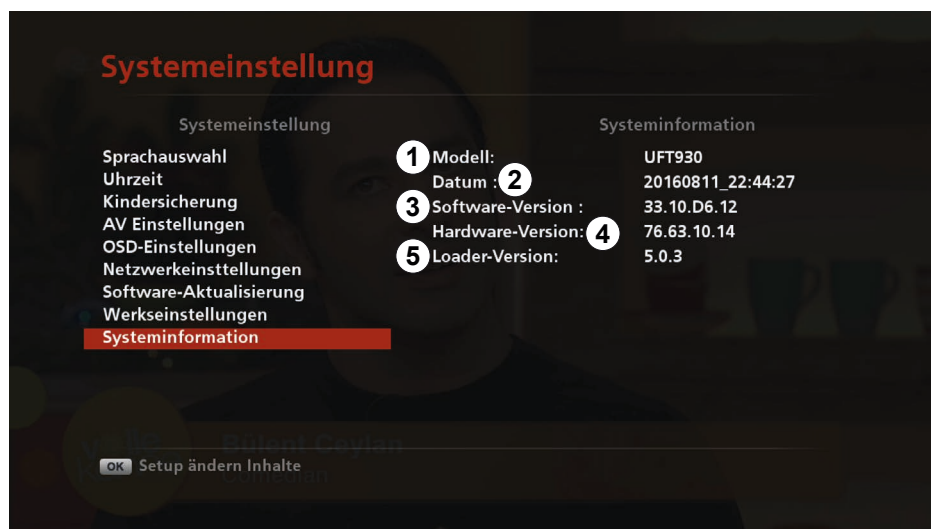 Systemeinstellung
Systemeinstellung
Sprachauswahl
Uhrzeit
Kindersicherung
AV Einstellungen
OSD-Einstellungen
Netzwerkeinsttellungen
Software-Aktualisierung
Werkseinstellungen
Systeminformation
Systeminformation
1 Modell: UFT930
Datum : 2 20160811_22:44:27
3 Software-Version : 33.10.D6.12
Hardware-Version: 4 76.63.10.14
5 Loader-Version: 5.0.3
Bülent Ceylan
Comedian
OK Setup ändern Inhalte